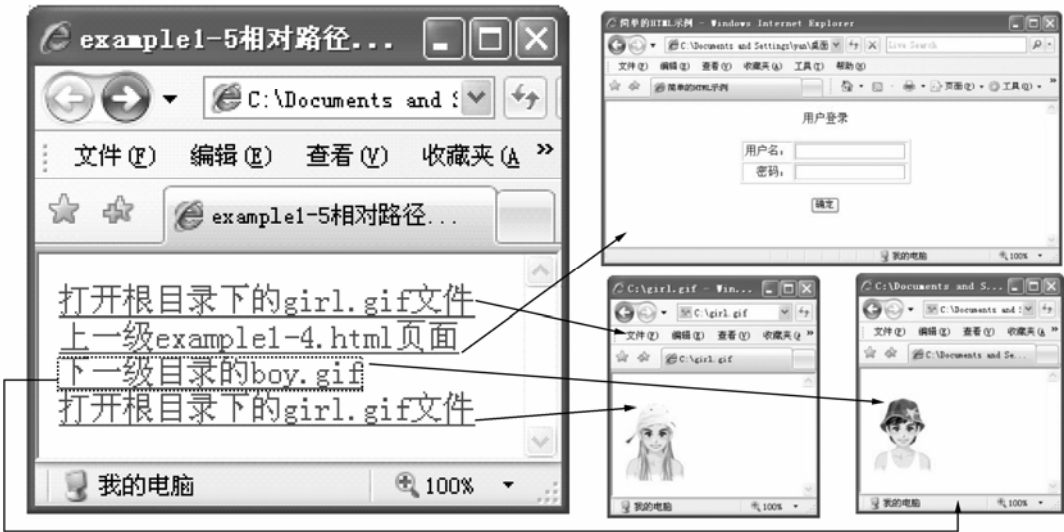 example1-5相对路径...
C:\Documents and S
文件(F) 编辑(E) 查看(V) 收藏夹(A »
example1-5相对路径...
打开根目录下的girl.gif文件
上一级example1-4.html页面
下一级目录的boy.gif
打开根目录下的girl.gif文件
我的电脑 100%
简单的HTML示例 - Windows Internet Explorer
C:\Documents and Settings\yun\桌面 Live Search
文件(F) 编辑(E) 查看(V) 收藏夹(A) 工具(T) 帮助(H)
简单的HTML示例 页面(P) 工具(O) »
用户登录
用户名:
密码:
确定
我的电脑 100%
C:\girl.gif - Win...
C:\girl.gif
文件(F) 编辑(E) 查看(V) 收藏夹(A »
C:\girl.gif
我的电脑 100%
C:\Documents and S...
C:\Documents and
文件(F) 编辑(E) 查看(V) 收藏夹(A »
C:\Documents and Se...
我的电脑 100%